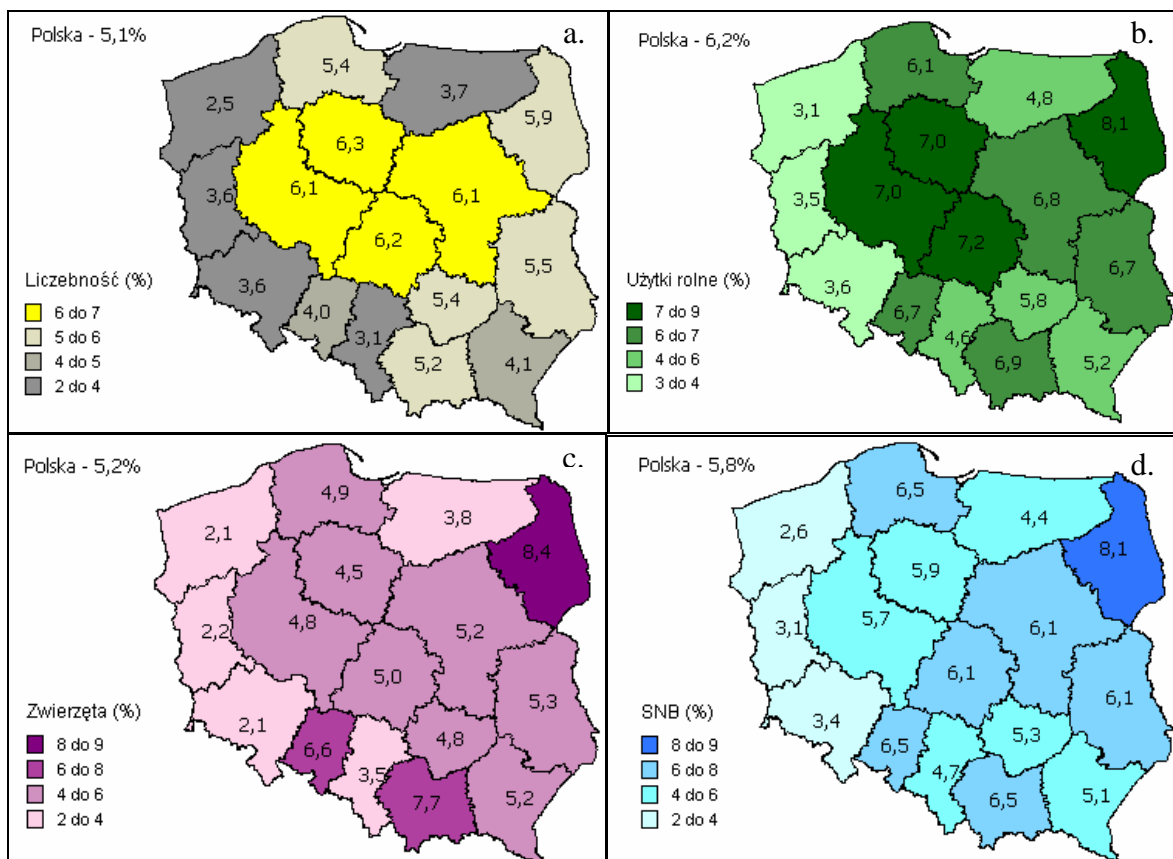 Polska - 5,1%
a.
5,4
3,7
2,5
5,9
6,3
3,6
6,1
6,1
6,2
5,5
3,6
5,4
4,0
3,1
5,2
4,1
Liczebność (%)
6 do 7
5 do 6
4 do 5
2 do 4
Polska - 6,2%
b.
6,1
4,8
3,1
8,1
7,0
3,5
7,0
6,8
7,2
6,7
3,6
5,8
6,7
4,6
6,9
5,2
Użytki rolne (%)
7 do 9
6 do 7
4 do 6
3 do 4
Polska - 5,2%
c.
4,9
3,8
2,1
8,4
4,5
2,2
4,8
5,2
5,0
5,3
2,1
4,8
6,6
3,5
7,7
5,2
Zwierzęta (%)
8 do 9
6 do 8
4 do 6
2 do 4
Polska - 5,8%
d.
6,5
4,4
2,6
8,1
5,9
3,1
5,7
6,1
6,1
6,1
3,4
5,3
6,5
4,7
6,5
5,1
SNB (%)
8 do 9
6 do 8
4 do 6
2 do 4